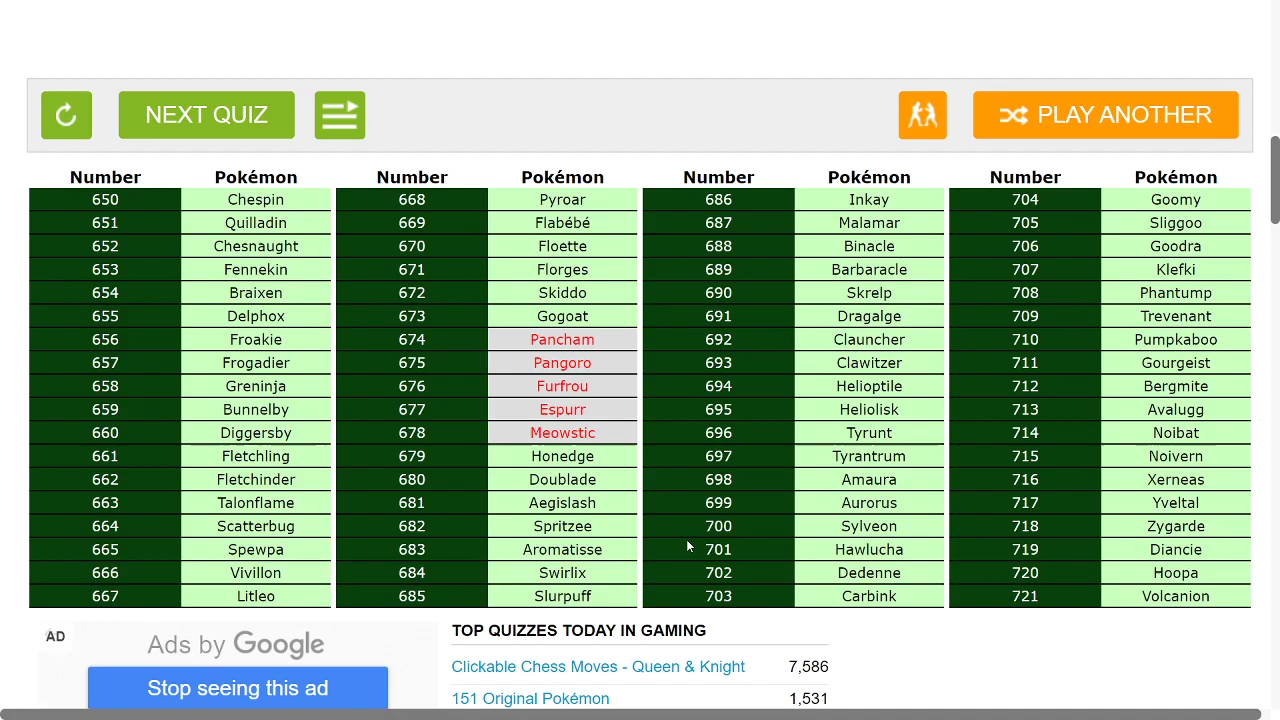 NEXT QUIZ PLAY ANOTHER
Number Pokémon Number Pokémon Number Pokémon Number Pokémon
650 Chespin 668 Pyroar 686 Inkay 704 Goomy
651 Quilladin 669 Flabébé 687 Malamar 705 Sliggoo
652 Chesnaught 670 Floette 688 Binacle 706 Goodra
653 Fennekin 671 Florges 689 Barbaracle 707 Klefki
654 Braixen 672 Skiddo 690 Skrelp 708 Phantump
655 Delphox 673 Gogoat 691 Dragalge 709 Trevenant
656 Froakie 674 Pancham 692 Clauncher 710 Pumpkaboo
657 Frogadier 675 Pangoro 693 Clawitzer 711 Gourgeist
658 Greninja 676 Furfrou 694 Helioptile 712 Bergmite
659 Bunnelby 677 Espurr 695 Heliolisk 713 Avalugg
660 Diggersby 678 Meowstic 696 Tyrunt 714 Noibat
661 Fletchling 679 Honedge 697 Tyrantrum 715 Noivern
662 Fletchinder 680 Doublade 698 Amaura 716 Xerneas
663 Talonflame 681 Aegislash 699 Aurorus 717 Yveltal
664 Scatterbug 682 Spritzee 700 Sylveon 718 Zygarde
665 Spewpa 683 Aromatisse 701 Hawlucha 719 Diancie
666 Vivillon 684 Swirlix 702 Dedenne 720 Hoopa
667 Litleo 685 Slurpuff 703 Carbink 721 Volcanion
AD
Ads by Google
Stop seeing this ad
TOP QUIZZES TODAY IN GAMING
Clickable Chess Moves - Queen & Knight 7,586
151 Original Pokémon 1,531